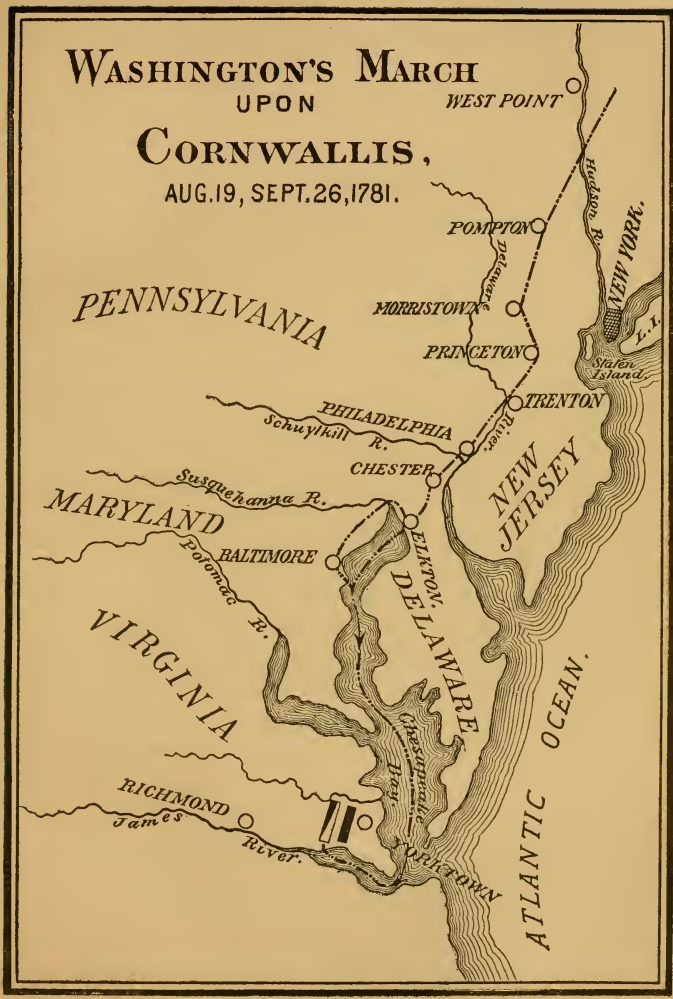 WASHINGTON'S MARCH
UPON
CORNWALLIS,
AUG.19, SEPT.26,1781.
WEST POINT
Hudson R.
POMPTON
Delaware
NEW YORK.
PENNSYLVANIA
MORRISTOWN
L.I.
PRINCETON
Staten
Island.
TRENTON
PHILADELPHIA
Schuylkill R.
River.
CHESTER
NEW
JERSEY
Susquehanna R.
MARYLAND
BALTIMORE
ELKTON.
Potomac R.
DELAWARE
VIRGINIA
Chesapeake
Bay
ATLANTIC OCEAN.
RICHMOND
James
River.
YORKTOWN